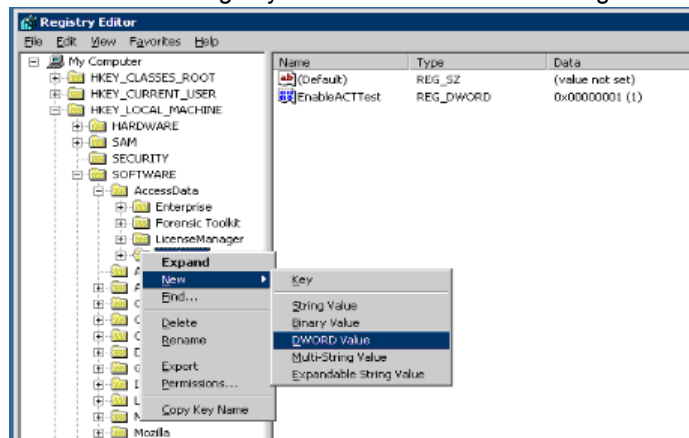 Registry Editor
File Edit View Favorites Help
My Computer
HKEY_CLASSES_ROOT
HKEY_CURRENT_USER
HKEY_LOCAL_MACHINE
HARDWARE
SAM
SECURITY
SOFTWARE
AccessData
Enterprise
Forensic Toolkit
LicenseManager
Mozilla
Name Type Data
(Default) REG_SZ (value not set)
EnableACTTest REG_DWORD 0x00000001 (1)
Expand
New
Find...
Delete
Rename
Export
Permissions...
Copy Key Name
Key
String Value
Binary Value
DWORD Value
Multi-String Value
Expandable String Value